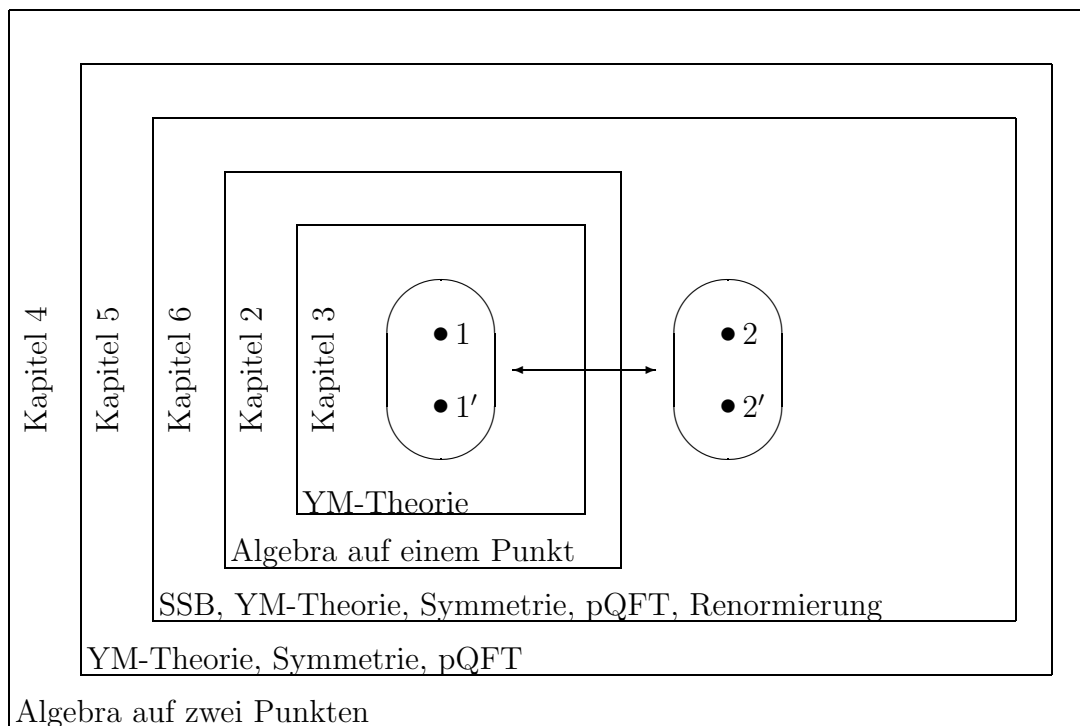 Kapitel 4
Kapitel 5
Kapitel 6
Kapitel 2
Kapitel 3
1
1′
2
2′
YM-Theorie
Algebra auf einem Punkt
SSB, YM-Theorie, Symmetrie, pQFT, Renormierung
YM-Theorie, Symmetrie, pQFT
Algebra auf zwei Punkten